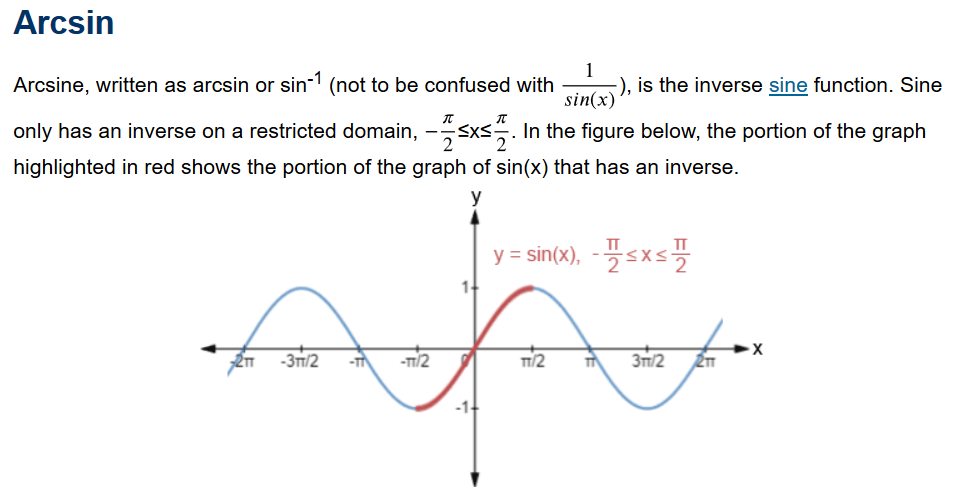 Arcsin
Arcsine, written as arcsin or sin⁻¹ (not to be confused with 1/sin(x)), is the inverse sine function. Sine
only has an inverse on a restricted domain, -π/2≤x≤π/2. In the figure below, the portion of the graph
highlighted in red shows the portion of the graph of sin(x) that has an inverse.
y
y = sin(x), -π/2≤x≤π/2
1
x
-2π -3π/2 -π -π/2 0 π/2 π 3π/2 2π
-1